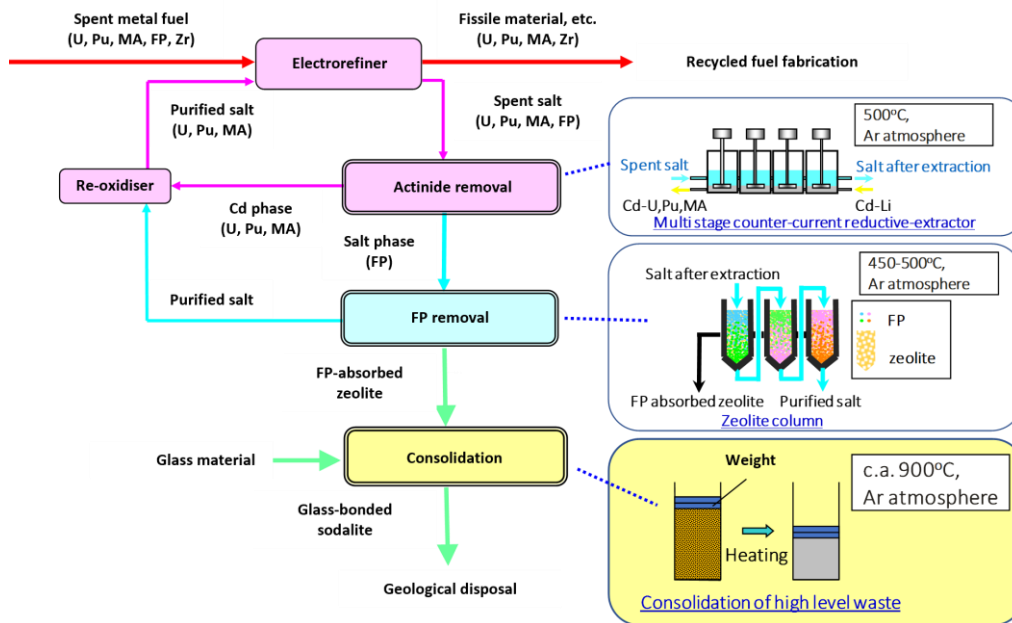 Spent metal fuel
(U, Pu, MA, FP, Zr)
Electrorefiner
Fissile material, etc.
(U, Pu, MA, Zr)
Recycled fuel fabrication
Purified salt
(U, Pu, MA)
Spent salt
(U, Pu, MA, FP)
Re-oxidiser
Actinide removal
Cd phase
(U, Pu, MA)
Salt phase
(FP)
Purified salt
FP removal
FP-absorbed
zeolite
Glass material
Consolidation
Glass-bonded
sodalite
Geological disposal
500°C,
Ar atmosphere
Spent salt
Salt after extraction
Cd-U,Pu,MA
Cd-Li
Multi stage counter-current reductive-extractor
450-500°C,
Ar atmosphere
Salt after extraction
FP
zeolite
FP absorbed zeolite
Purified salt
Zeolite column
Weight
c.a. 900°C,
Ar atmosphere
Heating
Consolidation of high level waste